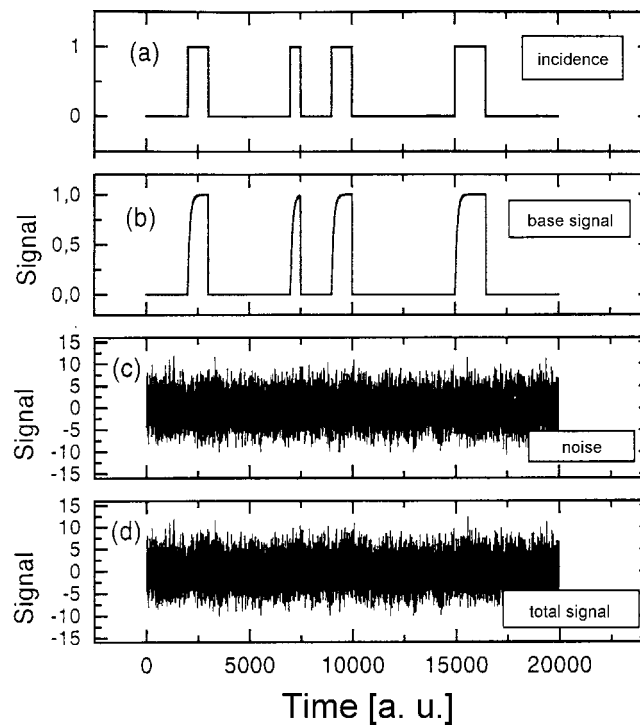 (a)
incidence
1
0
(b)
base signal
1,0
0,5
0,0
Signal
(c)
noise
15
10
5
0
-5
-10
-15
Signal
(d)
total signal
15
10
5
0
-5
-10
-15
Signal
0 5000 10000 15000 20000
Time [a. u.]